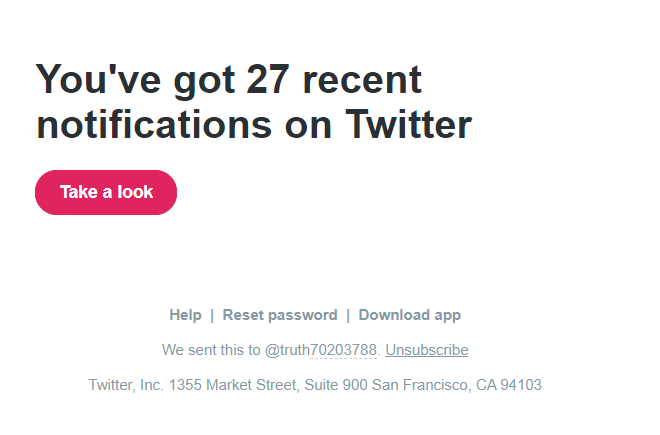 You've got 27 recent
notifications on Twitter
Take a look
Help | Reset password | Download app
We sent this to @truth70203788. Unsubscribe
Twitter, Inc. 1355 Market Street, Suite 900 San Francisco, CA 94103